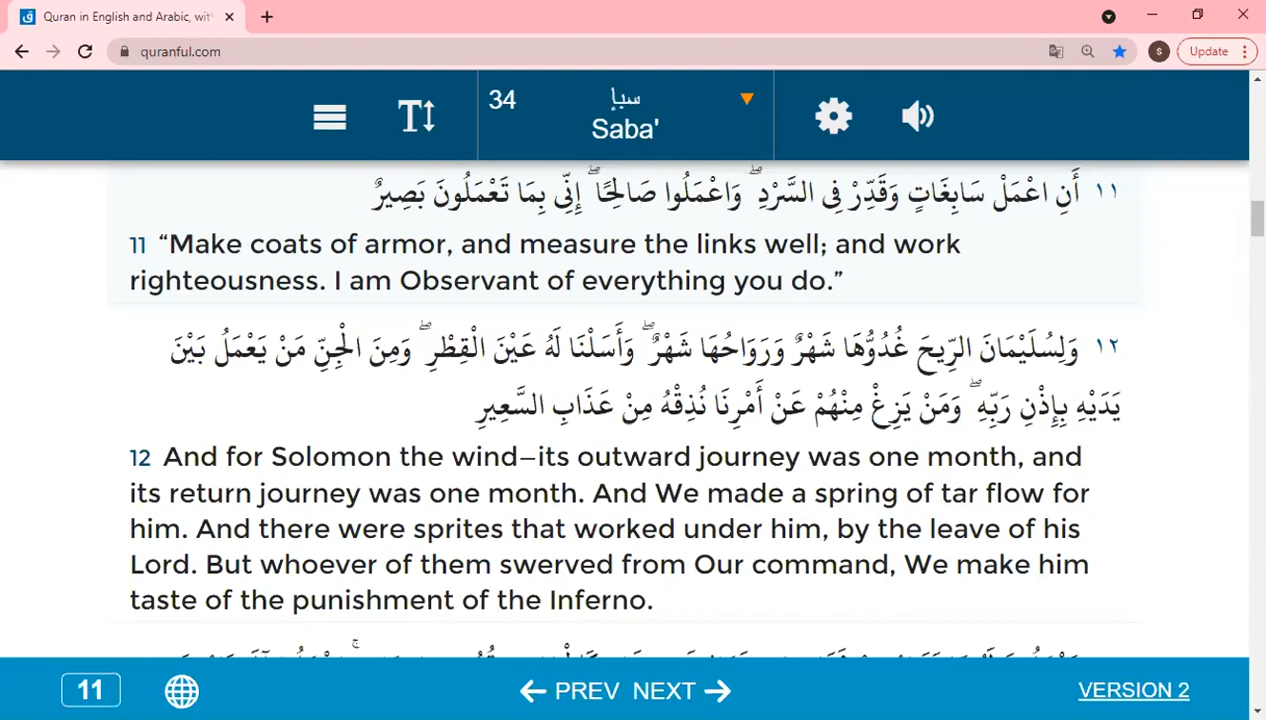 Quran in English and Arabic, wit
quranful.com
S
Update
34
سبإ
Saba'
١١ أَنِ اعْمَلْ سَابِغَاتٍ وَقَدِّرْ فِي السَّرْدِ ۖ وَاعْمَلُوا صَالِحًا ۖ إِنِّي بِمَا تَعْمَلُونَ بَصِيرٌ
11 “Make coats of armor, and measure the links well; and work
righteousness. I am Observant of everything you do.”
١٢ وَلِسُلَيْمَانَ الرِّيحَ غُدُوُّهَا شَهْرٌ وَرَوَاحُهَا شَهْرٌ ۖ وَأَسَلْنَا لَهُ عَيْنَ الْقِطْرِ ۖ وَمِنَ الْجِنِّ مَنْ يَعْمَلُ بَيْنَ
يَدَيْهِ بِإِذْنِ رَبِّهِ ۖ وَمَنْ يَزِغْ مِنْهُمْ عَنْ أَمْرِنَا نُذِقْهُ مِنْ عَذَابِ السَّعِيرِ
12 And for Solomon the wind—its outward journey was one month, and
its return journey was one month. And We made a spring of tar flow for
him. And there were sprites that worked under him, by the leave of his
Lord. But whoever of them swerved from Our command, We make him
taste of the punishment of the Inferno.
11
PREV NEXT
VERSION 2